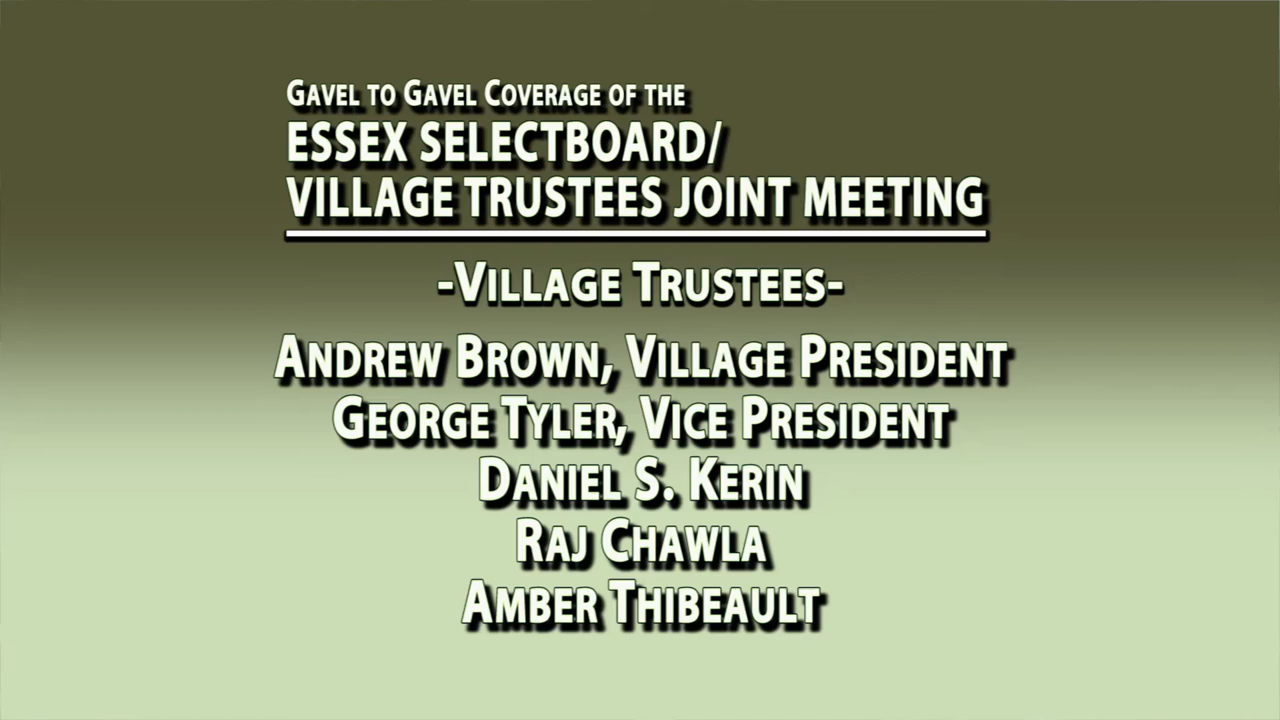 Gavel to Gavel Coverage of the
ESSEX SELECTBOARD/
VILLAGE TRUSTEES JOINT MEETING
-Village Trustees-
Andrew Brown, Village President
George Tyler, Vice President
Daniel S. Kerin
Raj Chawla
Amber Thibeault